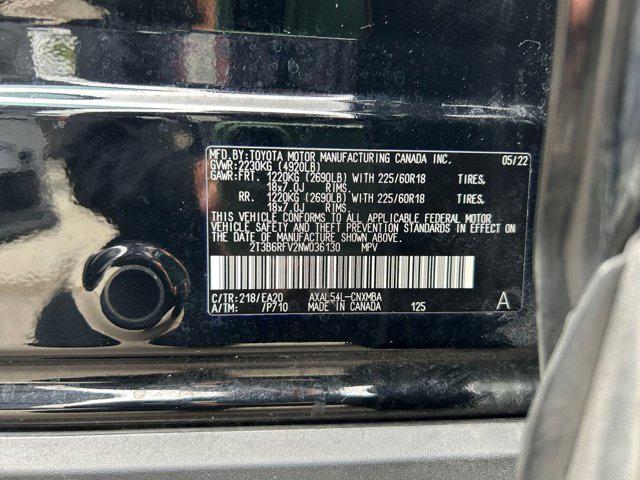 MFD.BY:TOYOTA MOTOR MANUFACTURING CANADA INC. 05/22
GVWR:2230KG (4920LB)
GAWR:FRT. 1220KG (2690LB) WITH 225/60R18 TIRES,
18x7.0J RIMS.
RR. 1220KG (2690LB) WITH 225/60R18 TIRES,
18x7.0J RIMS.
THIS VEHICLE CONFORMS TO ALL APPLICABLE FEDERAL MOTOR
VEHICLE SAFETY AND THEFT PREVENTION STANDARDS IN EFFECT ON
THE DATE OF MANUFACTURE SHOWN ABOVE.
2T3B6RFV2NW036130 MPV
C/TR:218/EA20 AXAL54L-CNXMBA
A/TM: /P710 MADE IN CANADA 125 A